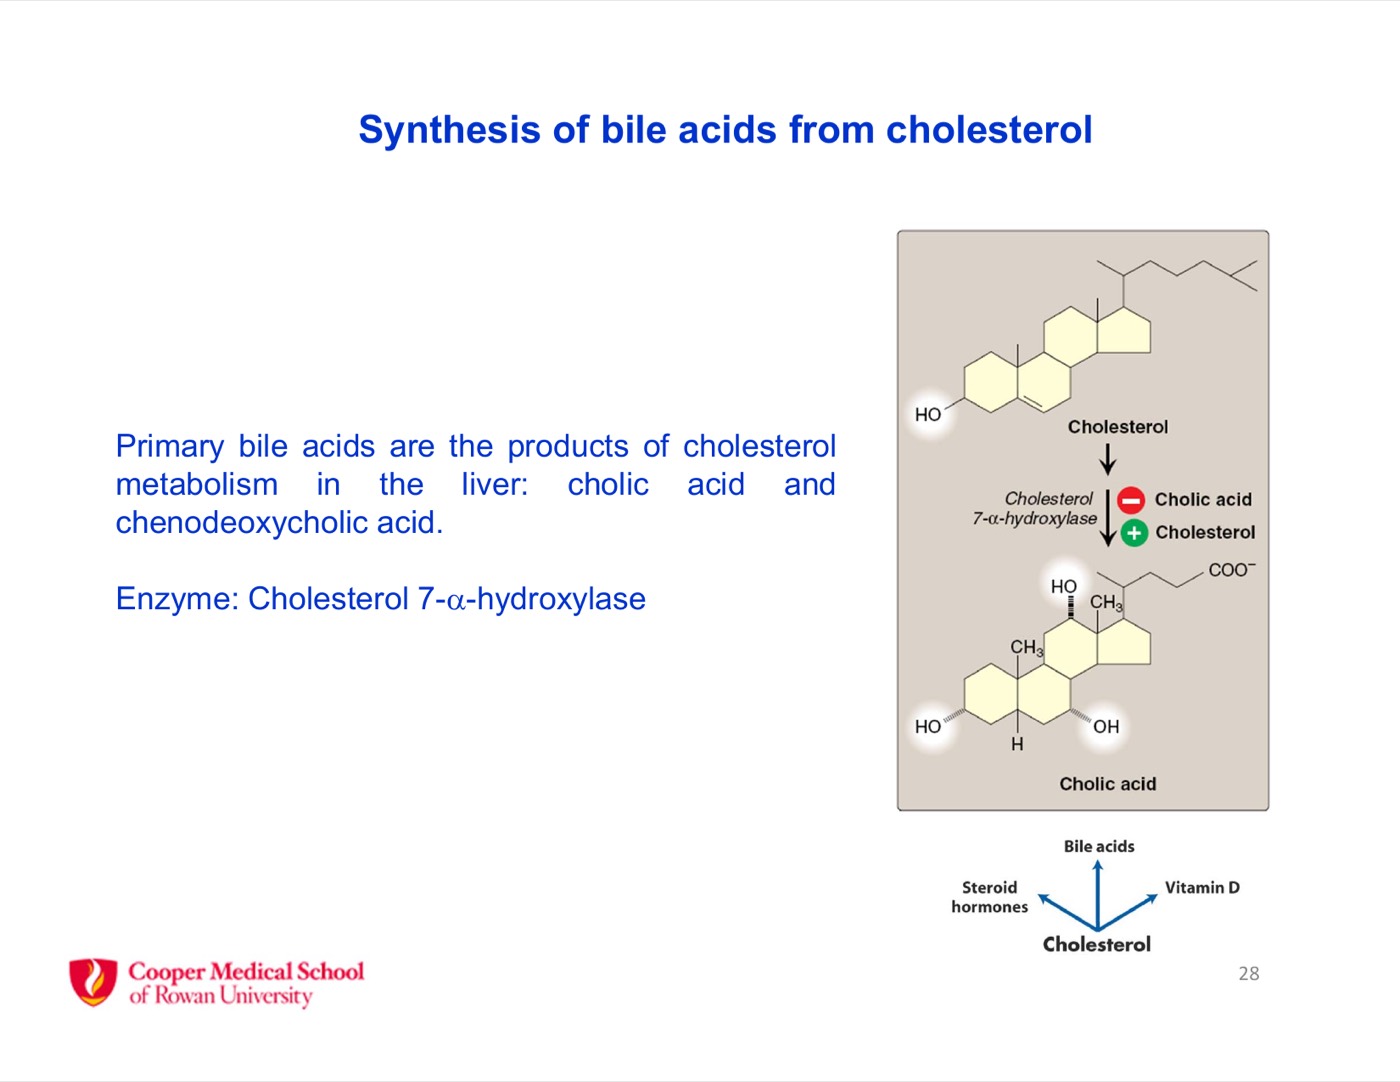 Synthesis of bile acids from cholesterol
Primary bile acids are the products of cholesterol
metabolism in the liver: cholic acid and
chenodeoxycholic acid.
Enzyme: Cholesterol 7-α-hydroxylase
HO
Cholesterol
Cholesterol
7-α-hydroxylase
− Cholic acid
+ Cholesterol
COO⁻
HO
CH₃
CH₃
HO
OH
H
Cholic acid
Bile acids
Steroid
hormones
Vitamin D
Cholesterol
Cooper Medical School
of Rowan University
28